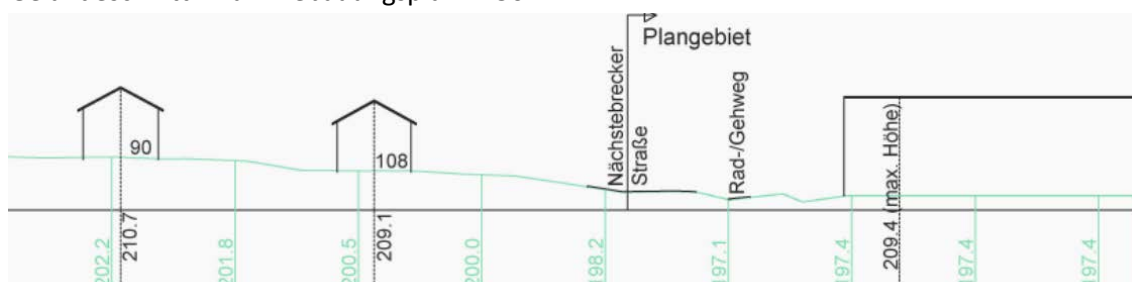 Plangebiet
Nächstebrecker
Straße
Rad-/Gehweg
90
108
202.2
210.7
201.8
200.5
209.1
200.0
198.2
197.1
197.4
209.4 (max. Höhe)
197.4
197.4